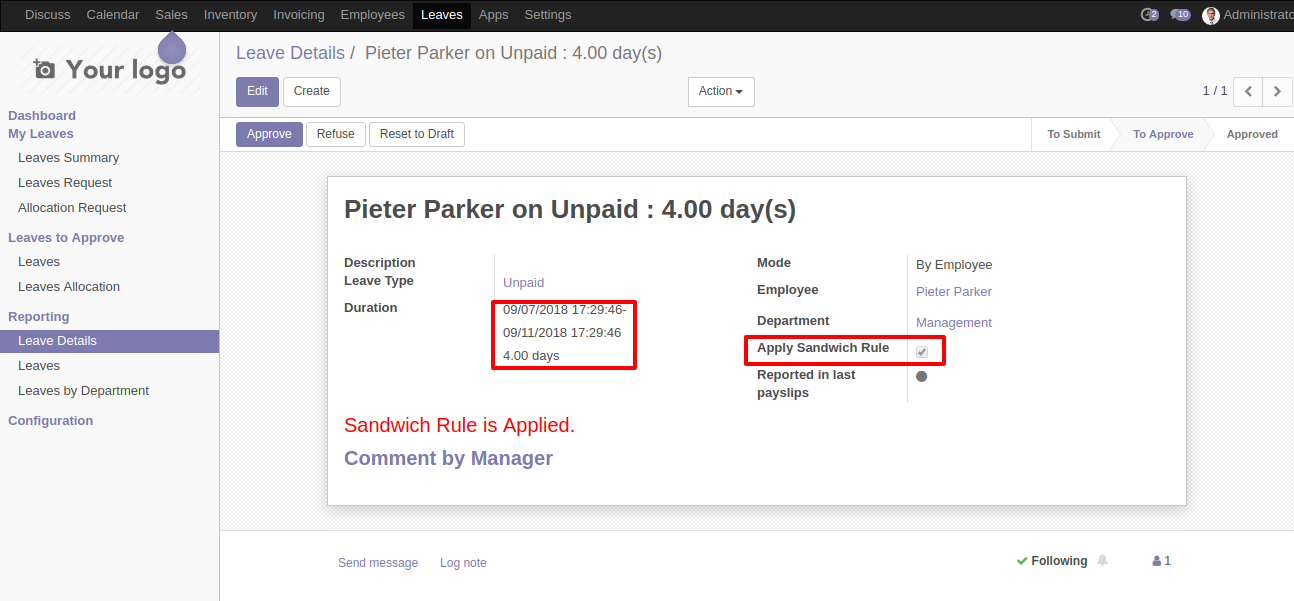 Discuss Calendar Sales Inventory Invoicing Employees Leaves Apps Settings 2 10 Administrato
Your logo
Leave Details / Pieter Parker on Unpaid : 4.00 day(s)
Edit Create Action 1 / 1
Approve Refuse Reset to Draft To Submit To Approve Approved
Dashboard
My Leaves
Leaves Summary
Leaves Request
Allocation Request
Leaves to Approve
Leaves
Leaves Allocation
Reporting
Leave Details
Leaves
Leaves by Department
Configuration
Pieter Parker on Unpaid : 4.00 day(s)
Description
Leave Type Unpaid
Duration 09/07/2018 17:29:46-
09/11/2018 17:29:46
4.00 days
Mode By Employee
Employee Pieter Parker
Department Management
Apply Sandwich Rule
Reported in last
payslips
Sandwich Rule is Applied.
Comment by Manager
Send message Log note Following 1